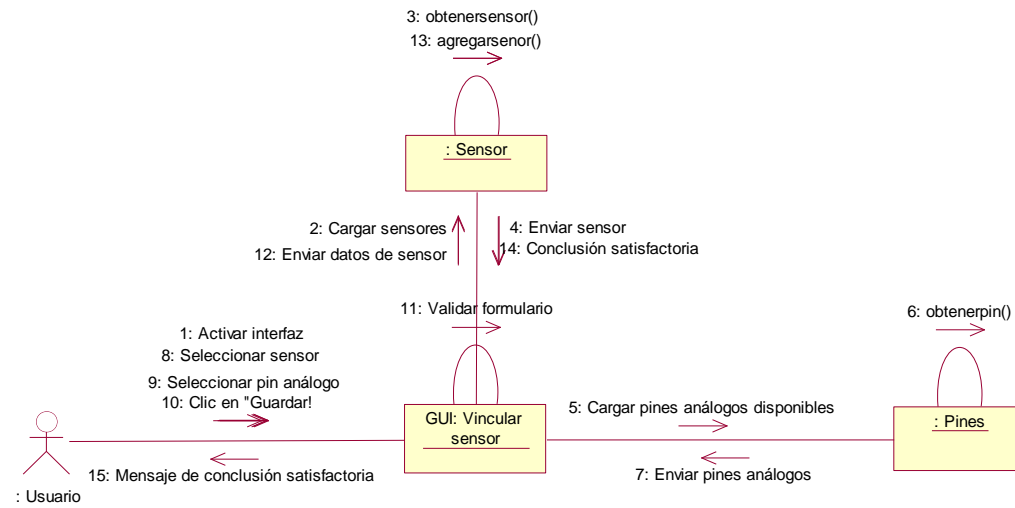 3: obtenersensor()
13: agregarsenor()
: Sensor
2: Cargar sensores
12: Enviar datos de sensor
4: Enviar sensor
14: Conclusión satisfactoria
11: Validar formulario
6: obtenerpin()
1: Activar interfaz
8: Seleccionar sensor
9: Seleccionar pin análogo
10: Clic en "Guardar!
GUI: Vincular
sensor
5: Cargar pines análogos disponibles
: Pines
15: Mensaje de conclusión satisfactoria
7: Enviar pines análogos
: Usuario